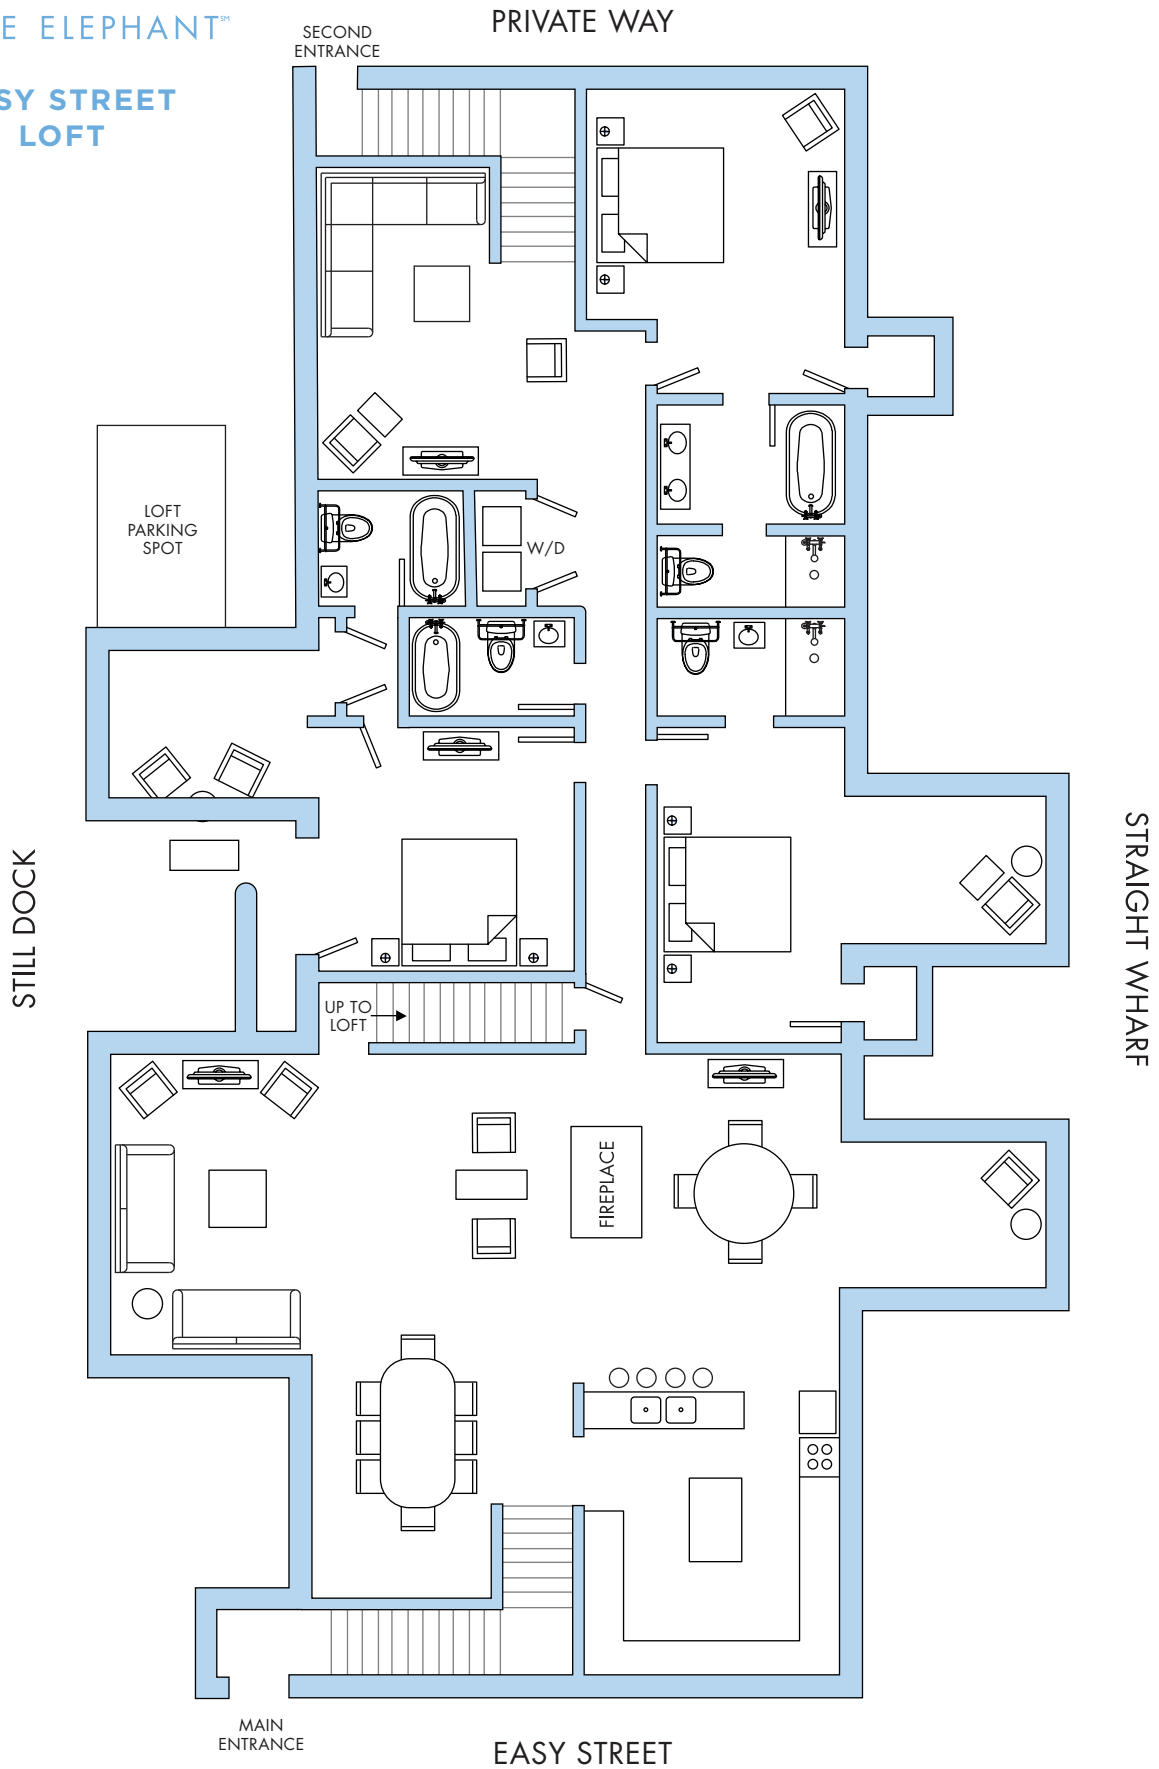 E ELEPHANT℠
SY STREET
LOFT
SECOND
ENTRANCE
PRIVATE WAY
LOFT
PARKING
SPOT
W/D
STILL DOCK
STRAIGHT WHARF
UP TO
LOFT
FIREPLACE
MAIN
ENTRANCE
EASY STREET